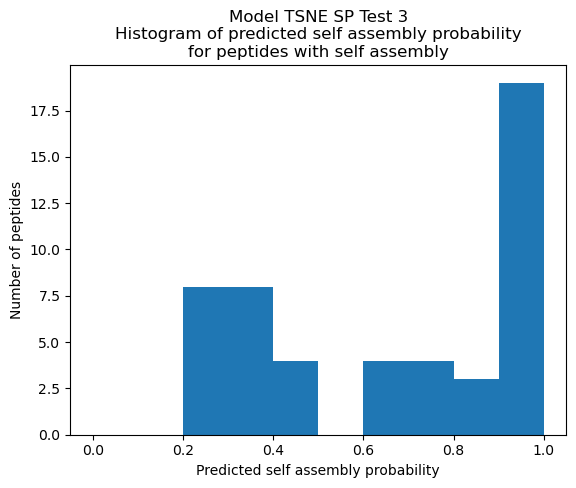 Model TSNE SP Test 3
Histogram of predicted self assembly probability
for peptides with self assembly
17.5
15.0
12.5
10.0
7.5
5.0
2.5
0.0
Number of peptides
0.0 0.2 0.4 0.6 0.8 1.0
Predicted self assembly probability